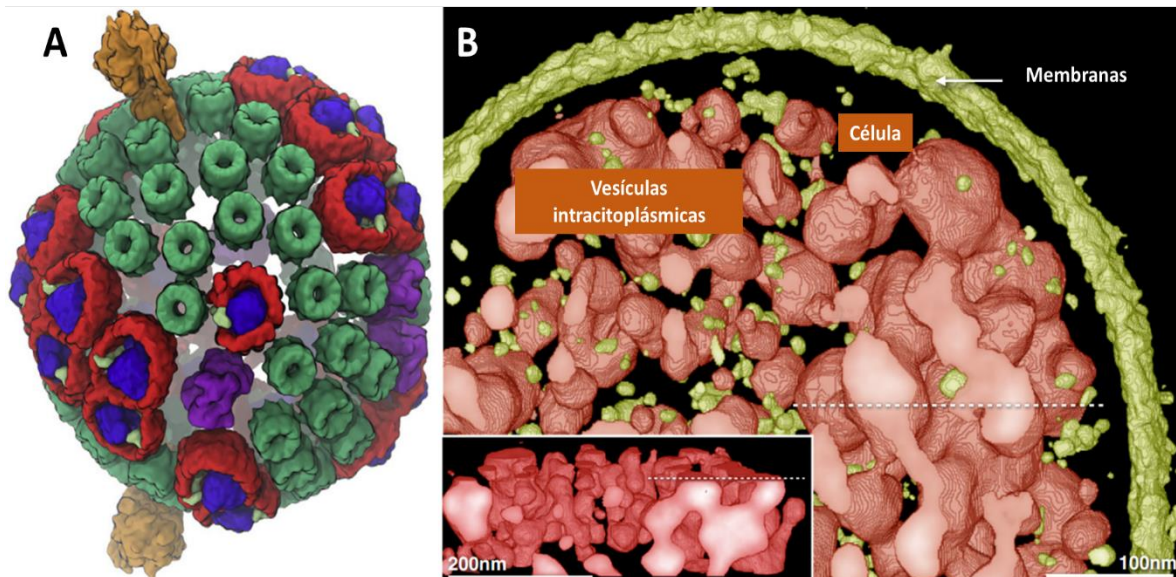 A
B
Membranas
Célula
Vesículas
intracitoplásmicas
200nm
100nm